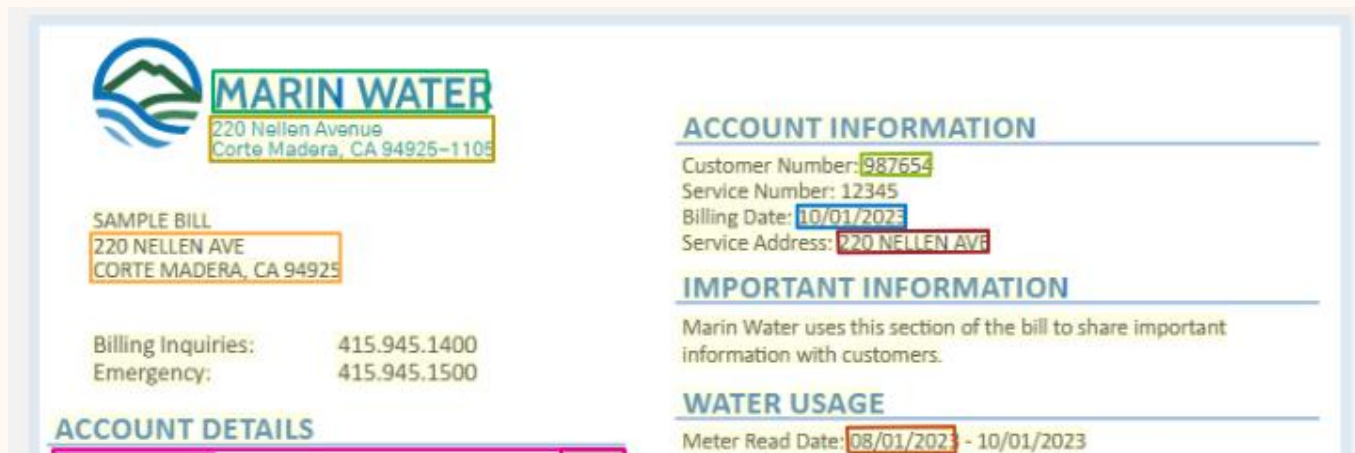 MARIN WATER
220 Nellen Avenue
Corte Madera, CA 94925-1105
SAMPLE BILL
220 NELLEN AVE
CORTE MADERA, CA 94925
Billing Inquiries: 415.945.1400
Emergency: 415.945.1500
ACCOUNT DETAILS
ACCOUNT INFORMATION
Customer Number: 987654
Service Number: 12345
Billing Date: 10/01/2023
Service Address: 220 NELLEN AVE
IMPORTANT INFORMATION
Marin Water uses this section of the bill to share important
information with customers.
WATER USAGE
Meter Read Date: 08/01/2023 - 10/01/2023